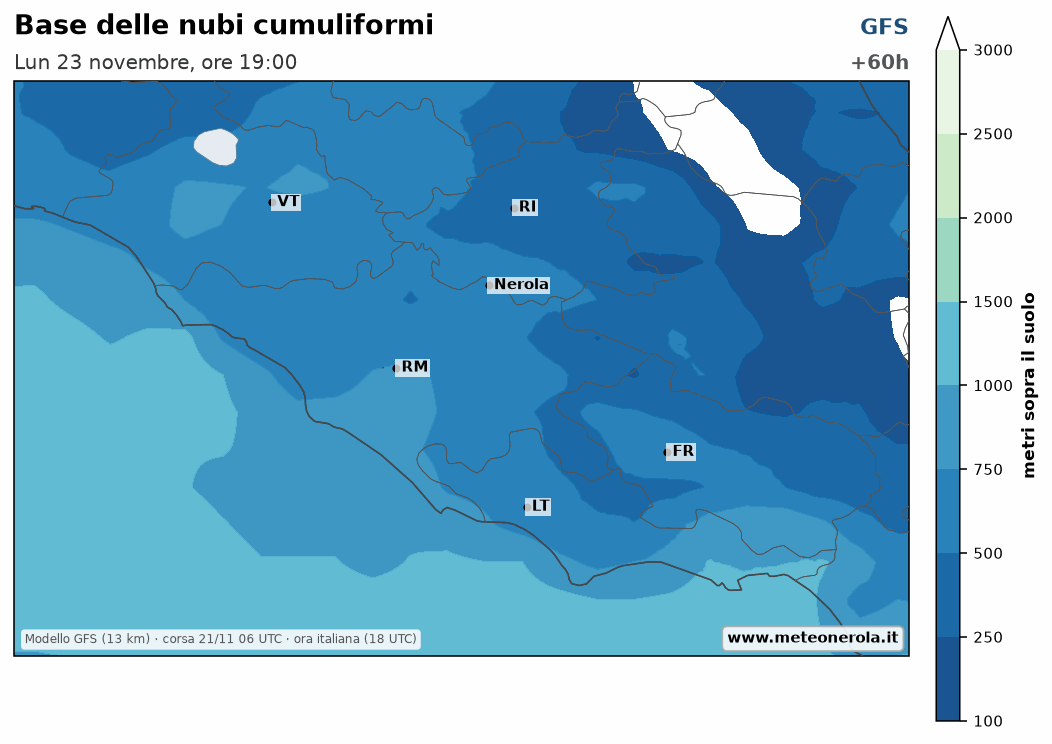 Base delle nubi cumuliformi
GFS
Lun 23 novembre, ore 19:00
+60h
3000
2500
2000
1500
1000
750
500
250
100
metri sopra il suolo
VT
RI
Nerola
RM
FR
LT
Modello GFS (13 km) · corsa 21/11 06 UTC · ora italiana (18 UTC)
www.meteonerola.it